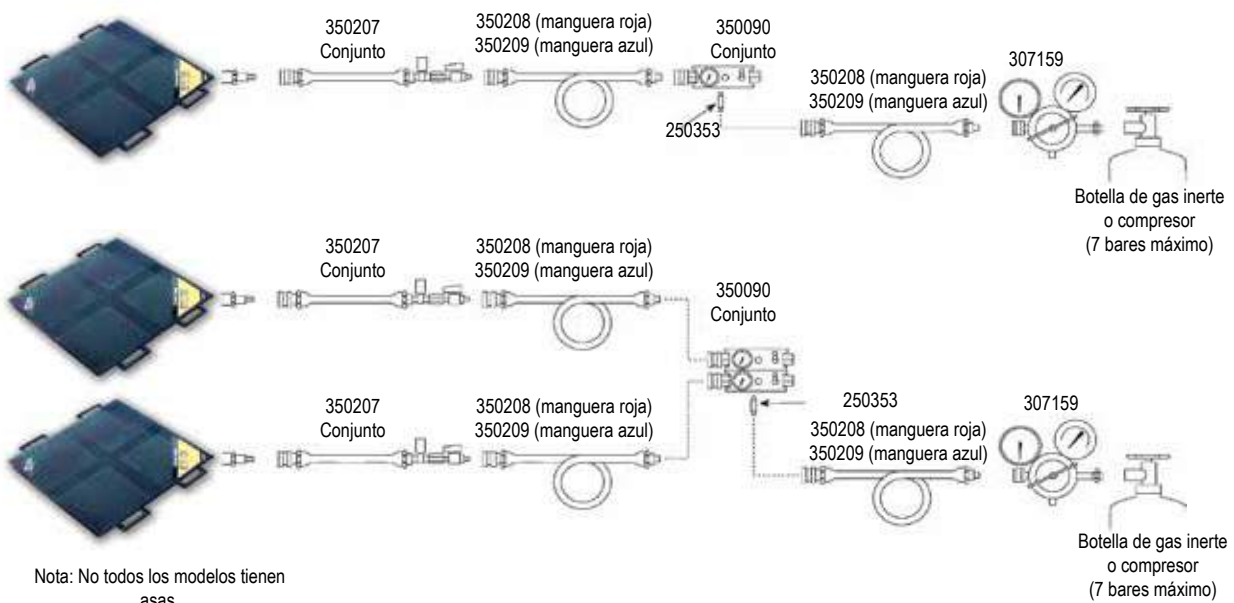 350207
Conjunto
350208 (manguera roja)
350209 (manguera azul)
350090
Conjunto
250353
350208 (manguera roja)
350209 (manguera azul)
307159
Botella de gas inerte
o compresor
(7 bares máximo)
350207
Conjunto
350208 (manguera roja)
350209 (manguera azul)
350090
Conjunto
350207
Conjunto
350208 (manguera roja)
350209 (manguera azul)
250353
350208 (manguera roja)
350209 (manguera azul)
307159
Botella de gas inerte
o compresor
(7 bares máximo)
Nota: No todos los modelos tienen
asas